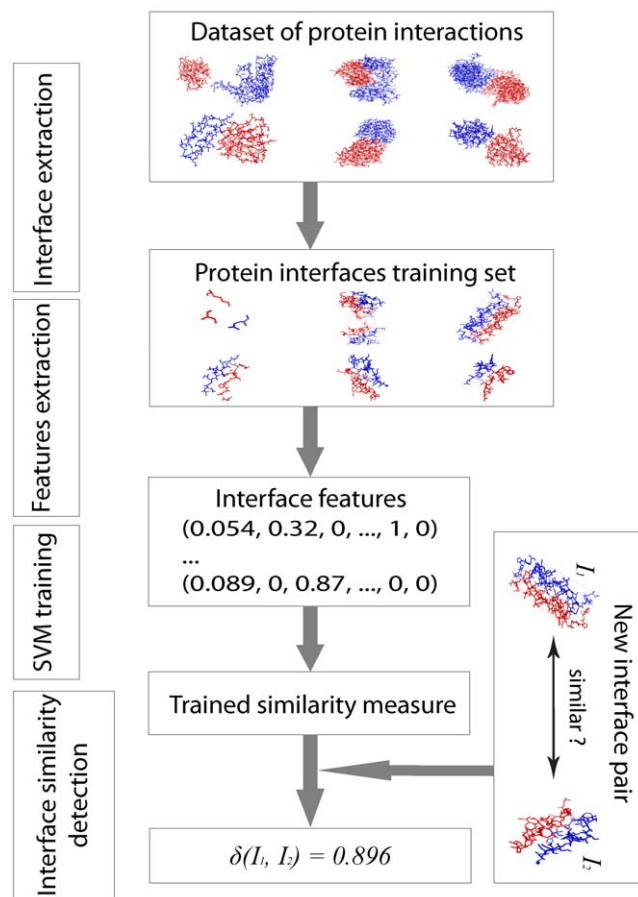 Dataset of protein interactions
Interface extraction
Protein interfaces training set
Features extraction
Interface features
(0.054, 0.32, 0, ..., 1, 0)
...
(0.089, 0, 0.87, ..., 0, 0)
SVM training
Trained similarity measure
New interface pair
I₁
similar ?
I₂
Interface similarity
detection
δ(I₁, I₂) = 0.896